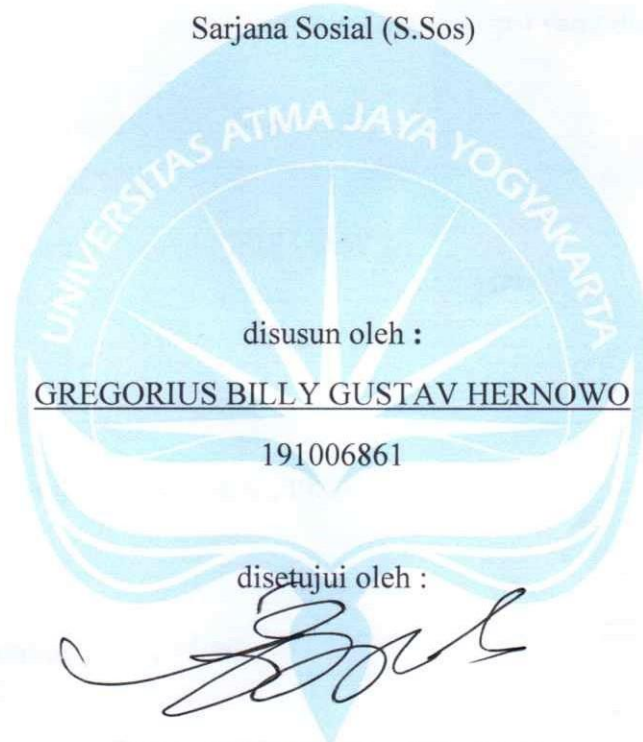 Sarjana Sosial (S.Sos)
UNIVERSITAS ATMA JAYA YOGYAKARTA
disusun oleh :
GREGORIUS BILLY GUSTAV HERNOWO
191006861
disetujui oleh :